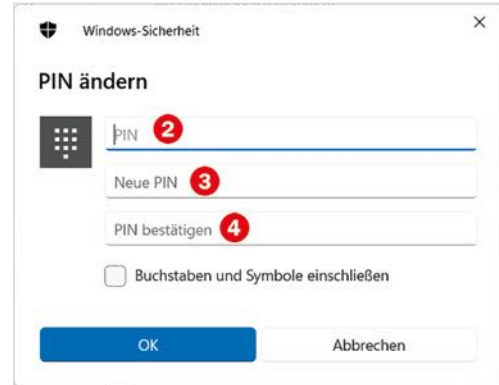 Windows-Sicherheit
PIN ändern
PIN 2
Neue PIN 3
PIN bestätigen 4
Buchstaben und Symbole einschließen
OK Abbrechen